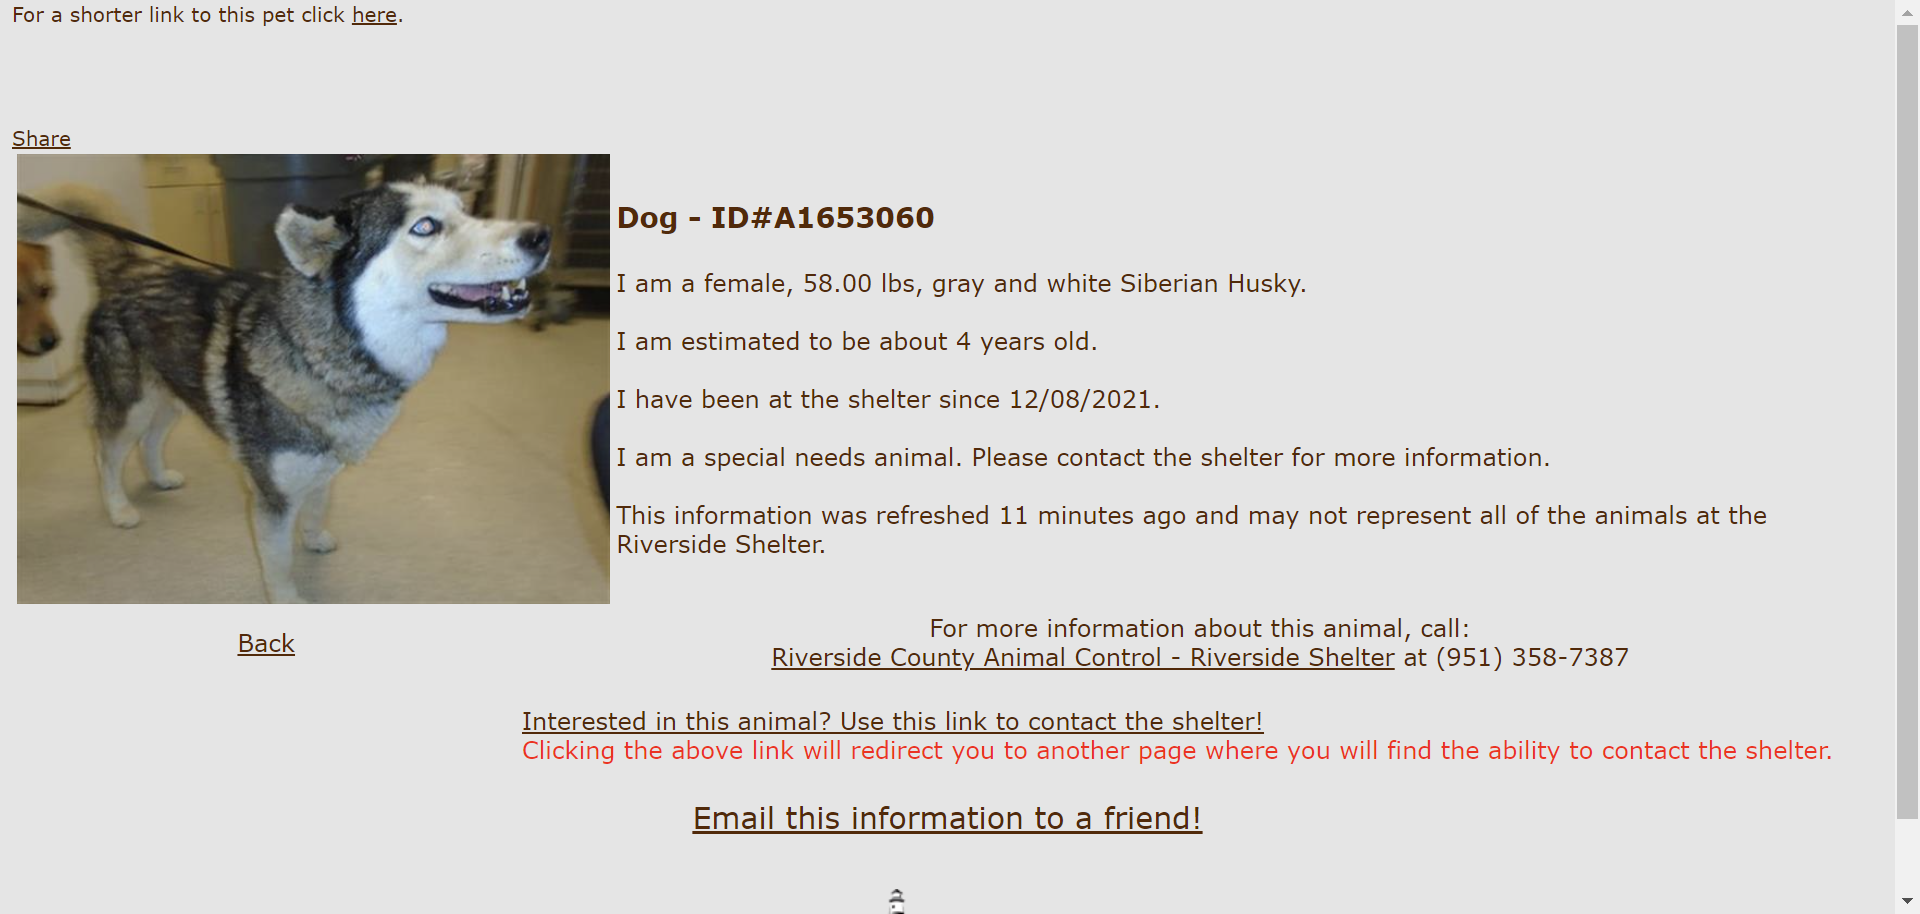 For a shorter link to this pet click here.
Share
Dog - ID#A1653060
I am a female, 58.00 lbs, gray and white Siberian Husky.
I am estimated to be about 4 years old.
I have been at the shelter since 12/08/2021.
I am a special needs animal. Please contact the shelter for more information.
This information was refreshed 11 minutes ago and may not represent all of the animals at the
Riverside Shelter.
Back
For more information about this animal, call:
Riverside County Animal Control - Riverside Shelter at (951) 358-7387
Interested in this animal? Use this link to contact the shelter!
Clicking the above link will redirect you to another page where you will find the ability to contact the shelter.
Email this information to a friend!